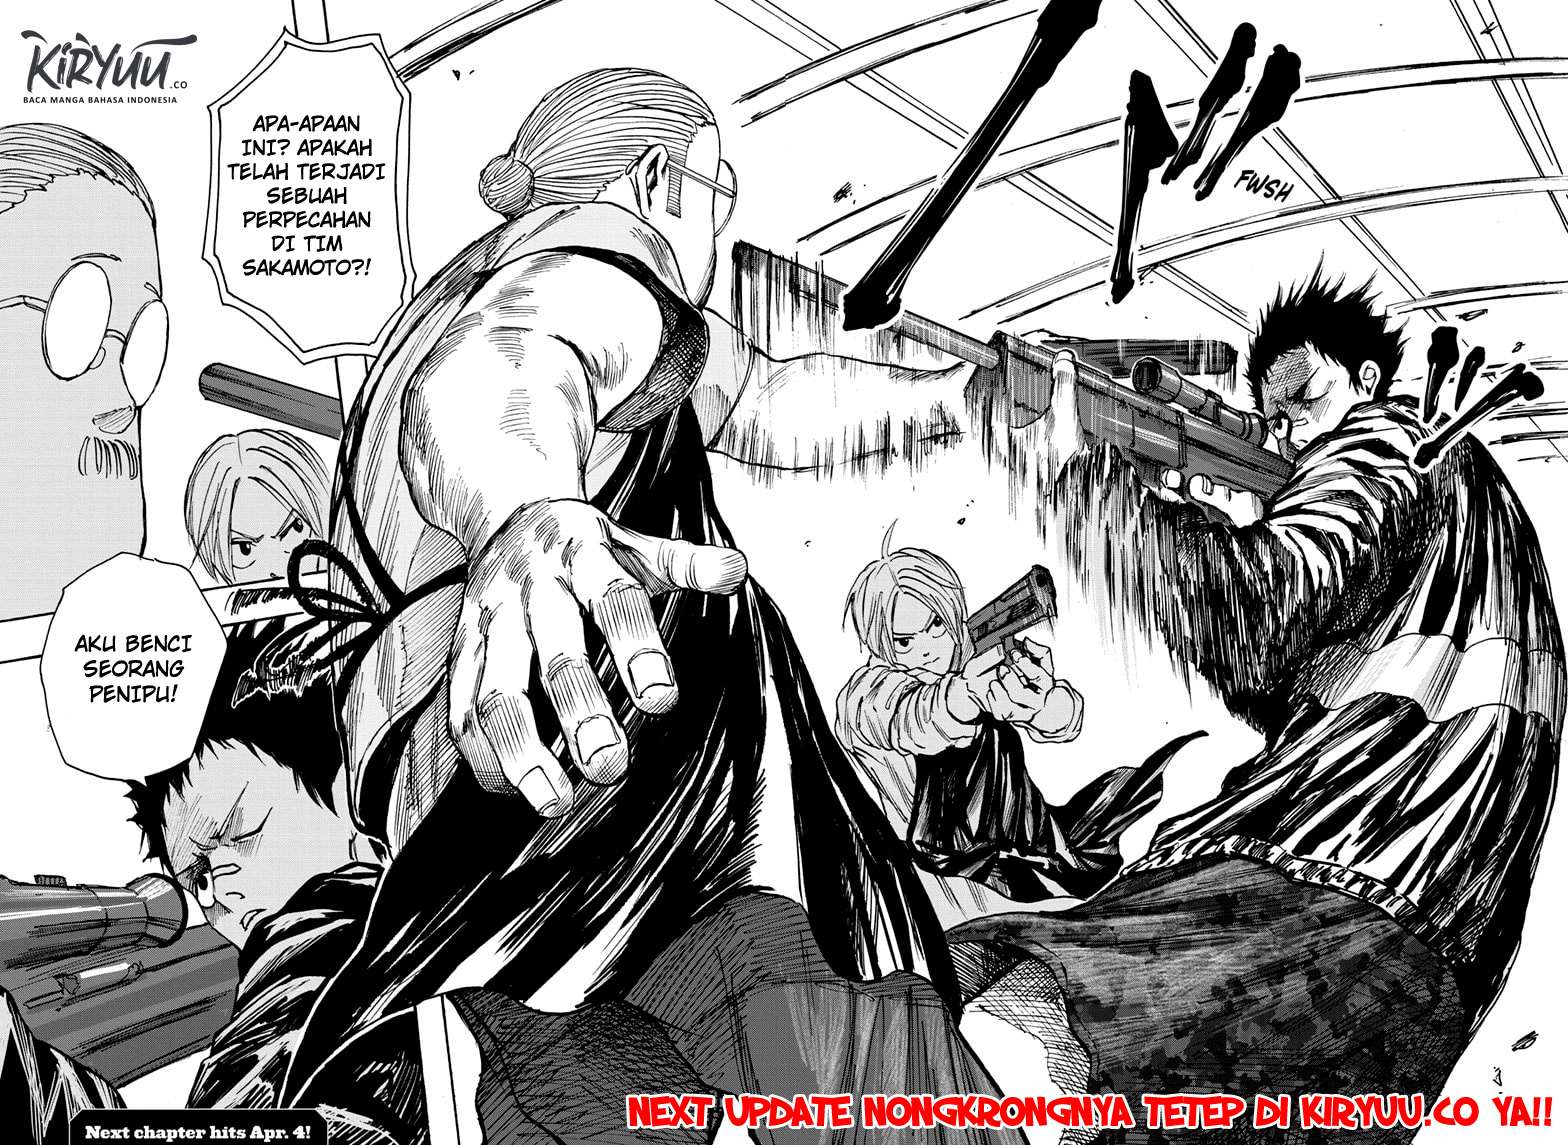 KIRYUU.CO
BACA MANGA BAHASA INDONESIA
APA-APAAN
INI? APAKAH
TELAH TERJADI
SEBUAH
PERPECAHAN
DI TIM
SAKAMOTO?!
FWSH
AKU BENCI
SEORANG
PENIPU!
Next chapter hits Apr. 4!
NEXT UPDATE NONGKRONGNYA TETEP DI KIRYUU.CO YA!!